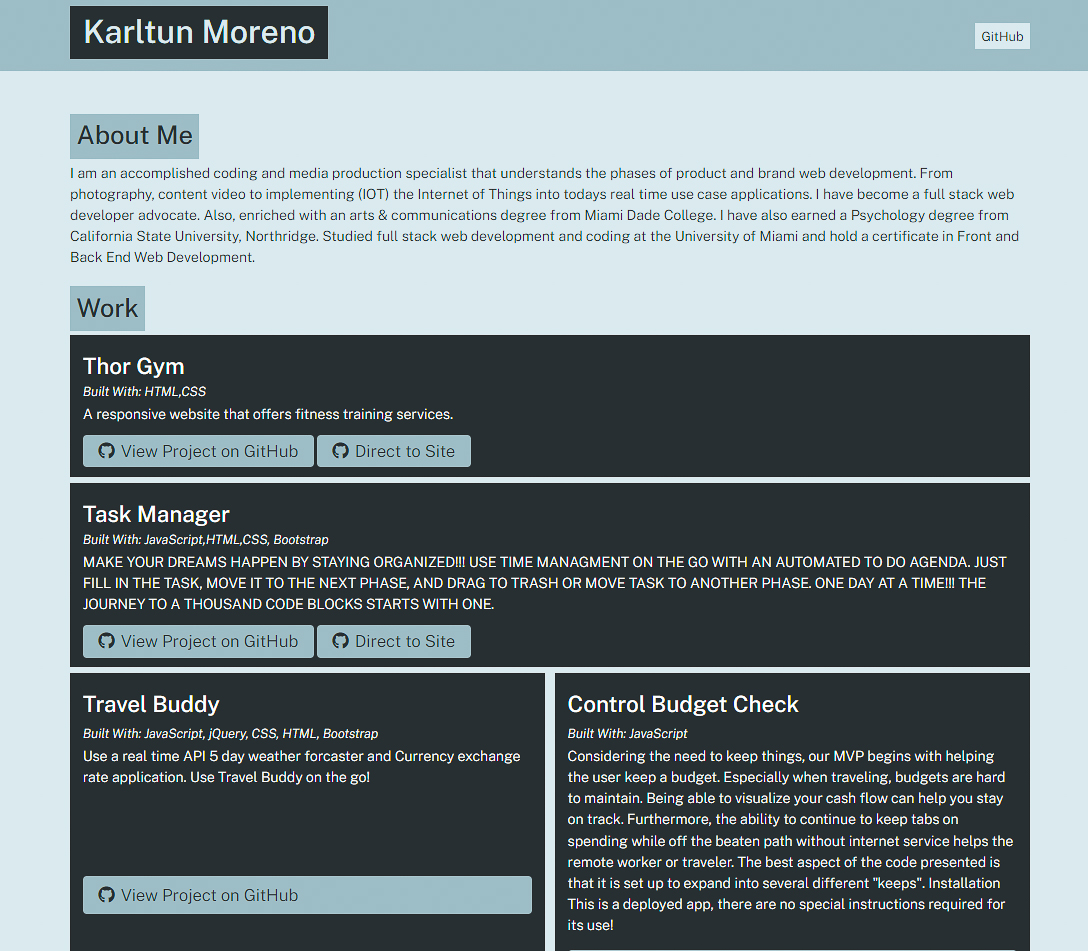 Karltun Moreno
GitHub
About Me
I am an accomplished coding and media production specialist that understands the phases of product and brand web development. From
photography, content video to implementing (IOT) the Internet of Things into todays real time use case applications. I have become a full stack web
developer advocate. Also, enriched with an arts & communications degree from Miami Dade College. I have also earned a Psychology degree from
California State University, Northridge. Studied full stack web development and coding at the University of Miami and hold a certificate in Front and
Back End Web Development.
Work
Thor Gym
Built With: HTML,CSS
A responsive website that offers fitness training services.
View Project on GitHub
Direct to Site
Task Manager
Built With: JavaScript,HTML,CSS, Bootstrap
MAKE YOUR DREAMS HAPPEN BY STAYING ORGANIZED!!! USE TIME MANAGMENT ON THE GO WITH AN AUTOMATED TO DO AGENDA. JUST
FILL IN THE TASK, MOVE IT TO THE NEXT PHASE, AND DRAG TO TRASH OR MOVE TASK TO ANOTHER PHASE. ONE DAY AT A TIME!!! THE
JOURNEY TO A THOUSAND CODE BLOCKS STARTS WITH ONE.
View Project on GitHub
Direct to Site
Travel Buddy
Built With: JavaScript, jQuery, CSS, HTML, Bootstrap
Use a real time API 5 day weather forcaster and Currency exchange
rate application. Use Travel Buddy on the go!
View Project on GitHub
Control Budget Check
Built With: JavaScript
Considering the need to keep things, our MVP begins with helping
the user keep a budget. Especially when traveling, budgets are hard
to maintain. Being able to visualize your cash flow can help you stay
on track. Furthermore, the ability to continue to keep tabs on
spending while off the beaten path without internet service helps the
remote worker or traveler. The best aspect of the code presented is
that it is set up to expand into several different "keeps". Installation
This is a deployed app, there are no special instructions required for
its use!